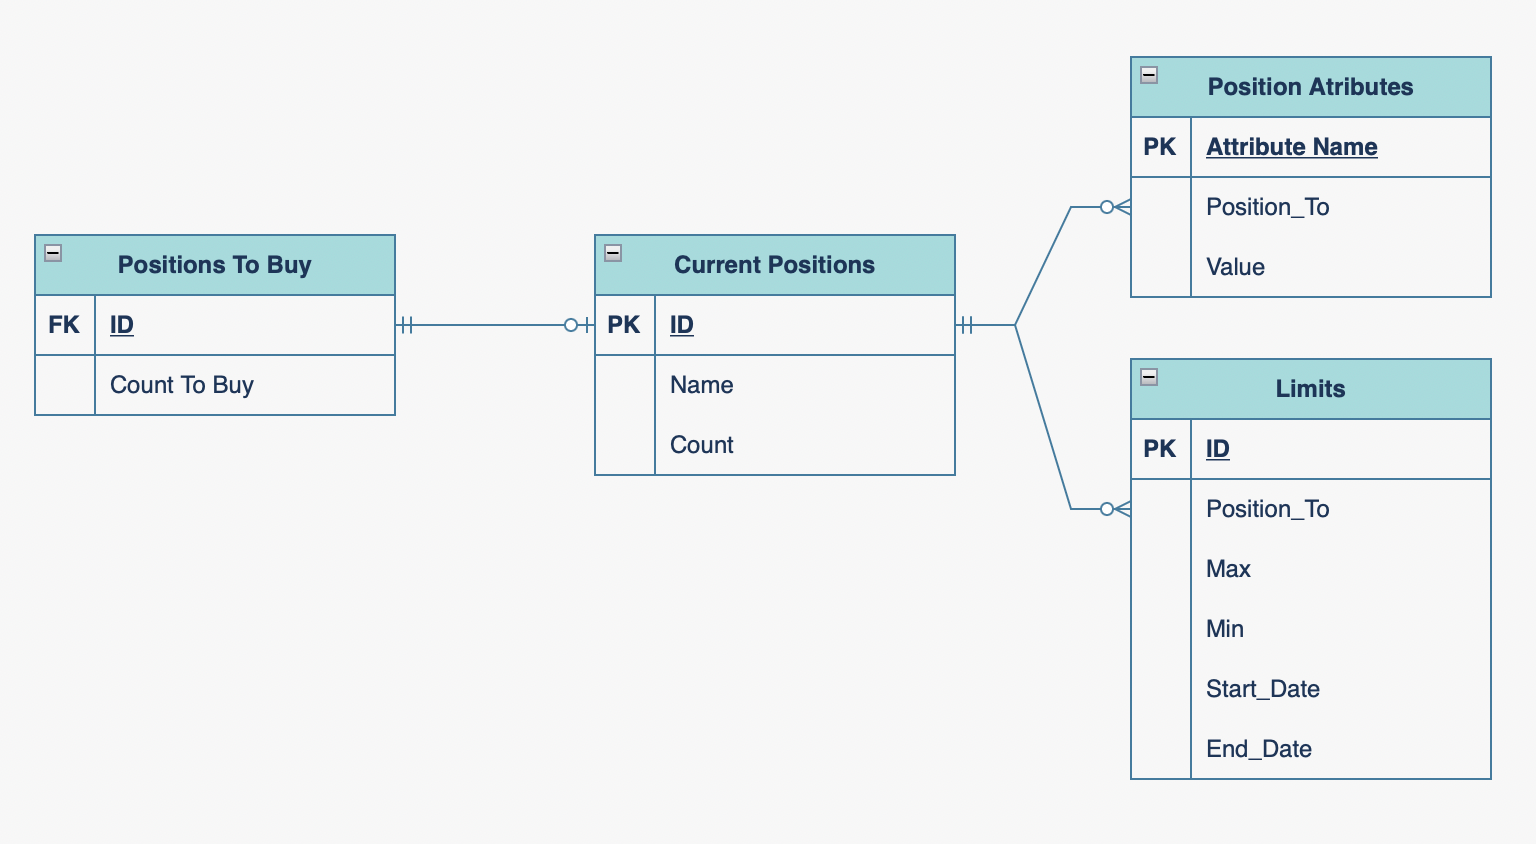 Positions To Buy
FK ID
Count To Buy
Current Positions
PK ID
Name
Count
Position Atributes
PK Attribute Name
Position_To
Value
Limits
PK ID
Position_To
Max
Min
Start_Date
End_Date